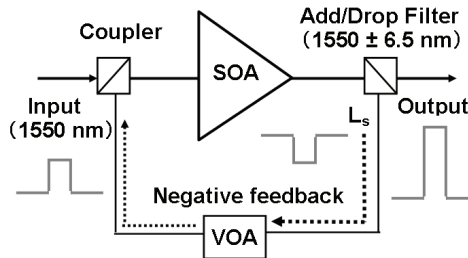 Add/Drop Filter
Coupler
(1550 ± 6.5 nm)
SOA
Input
(1550 nm)
Ls
Output
Negative feedback
VOA